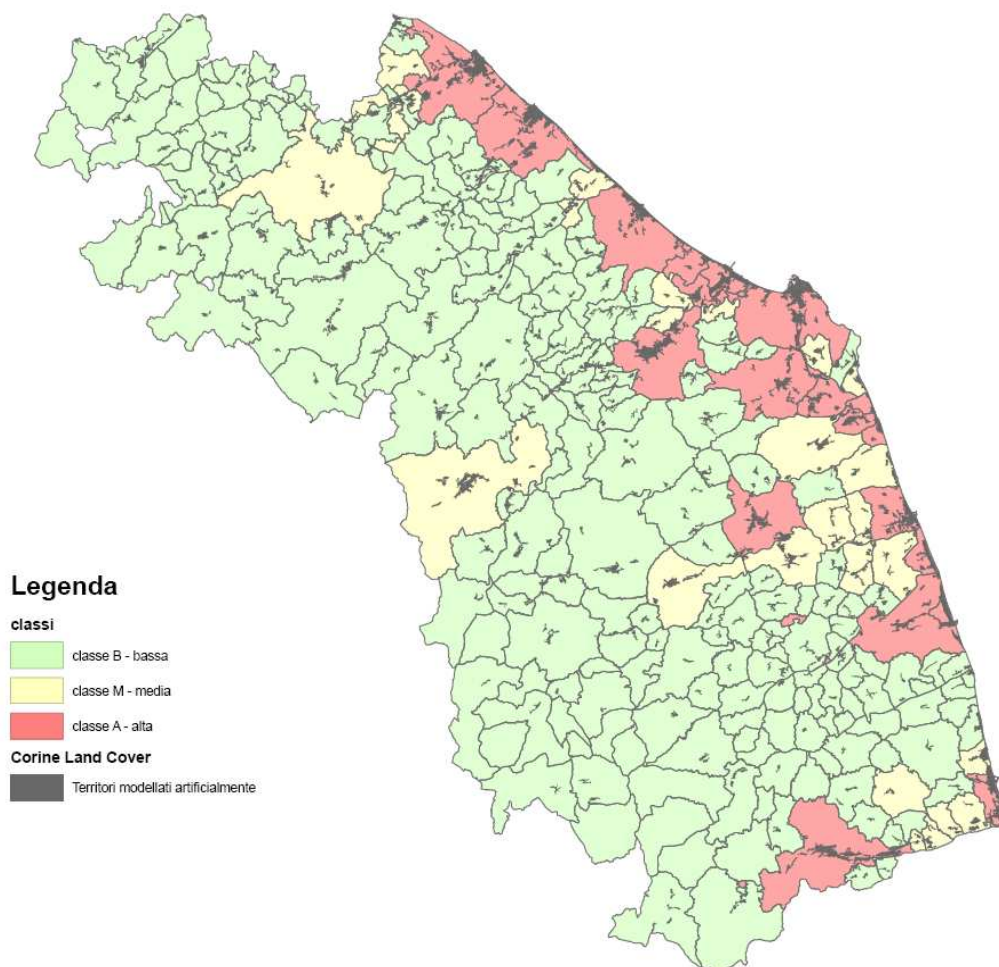 Legenda
classi
classe B - bassa
classe M - media
classe A - alta
Corine Land Cover
Territori modellati artificialmente